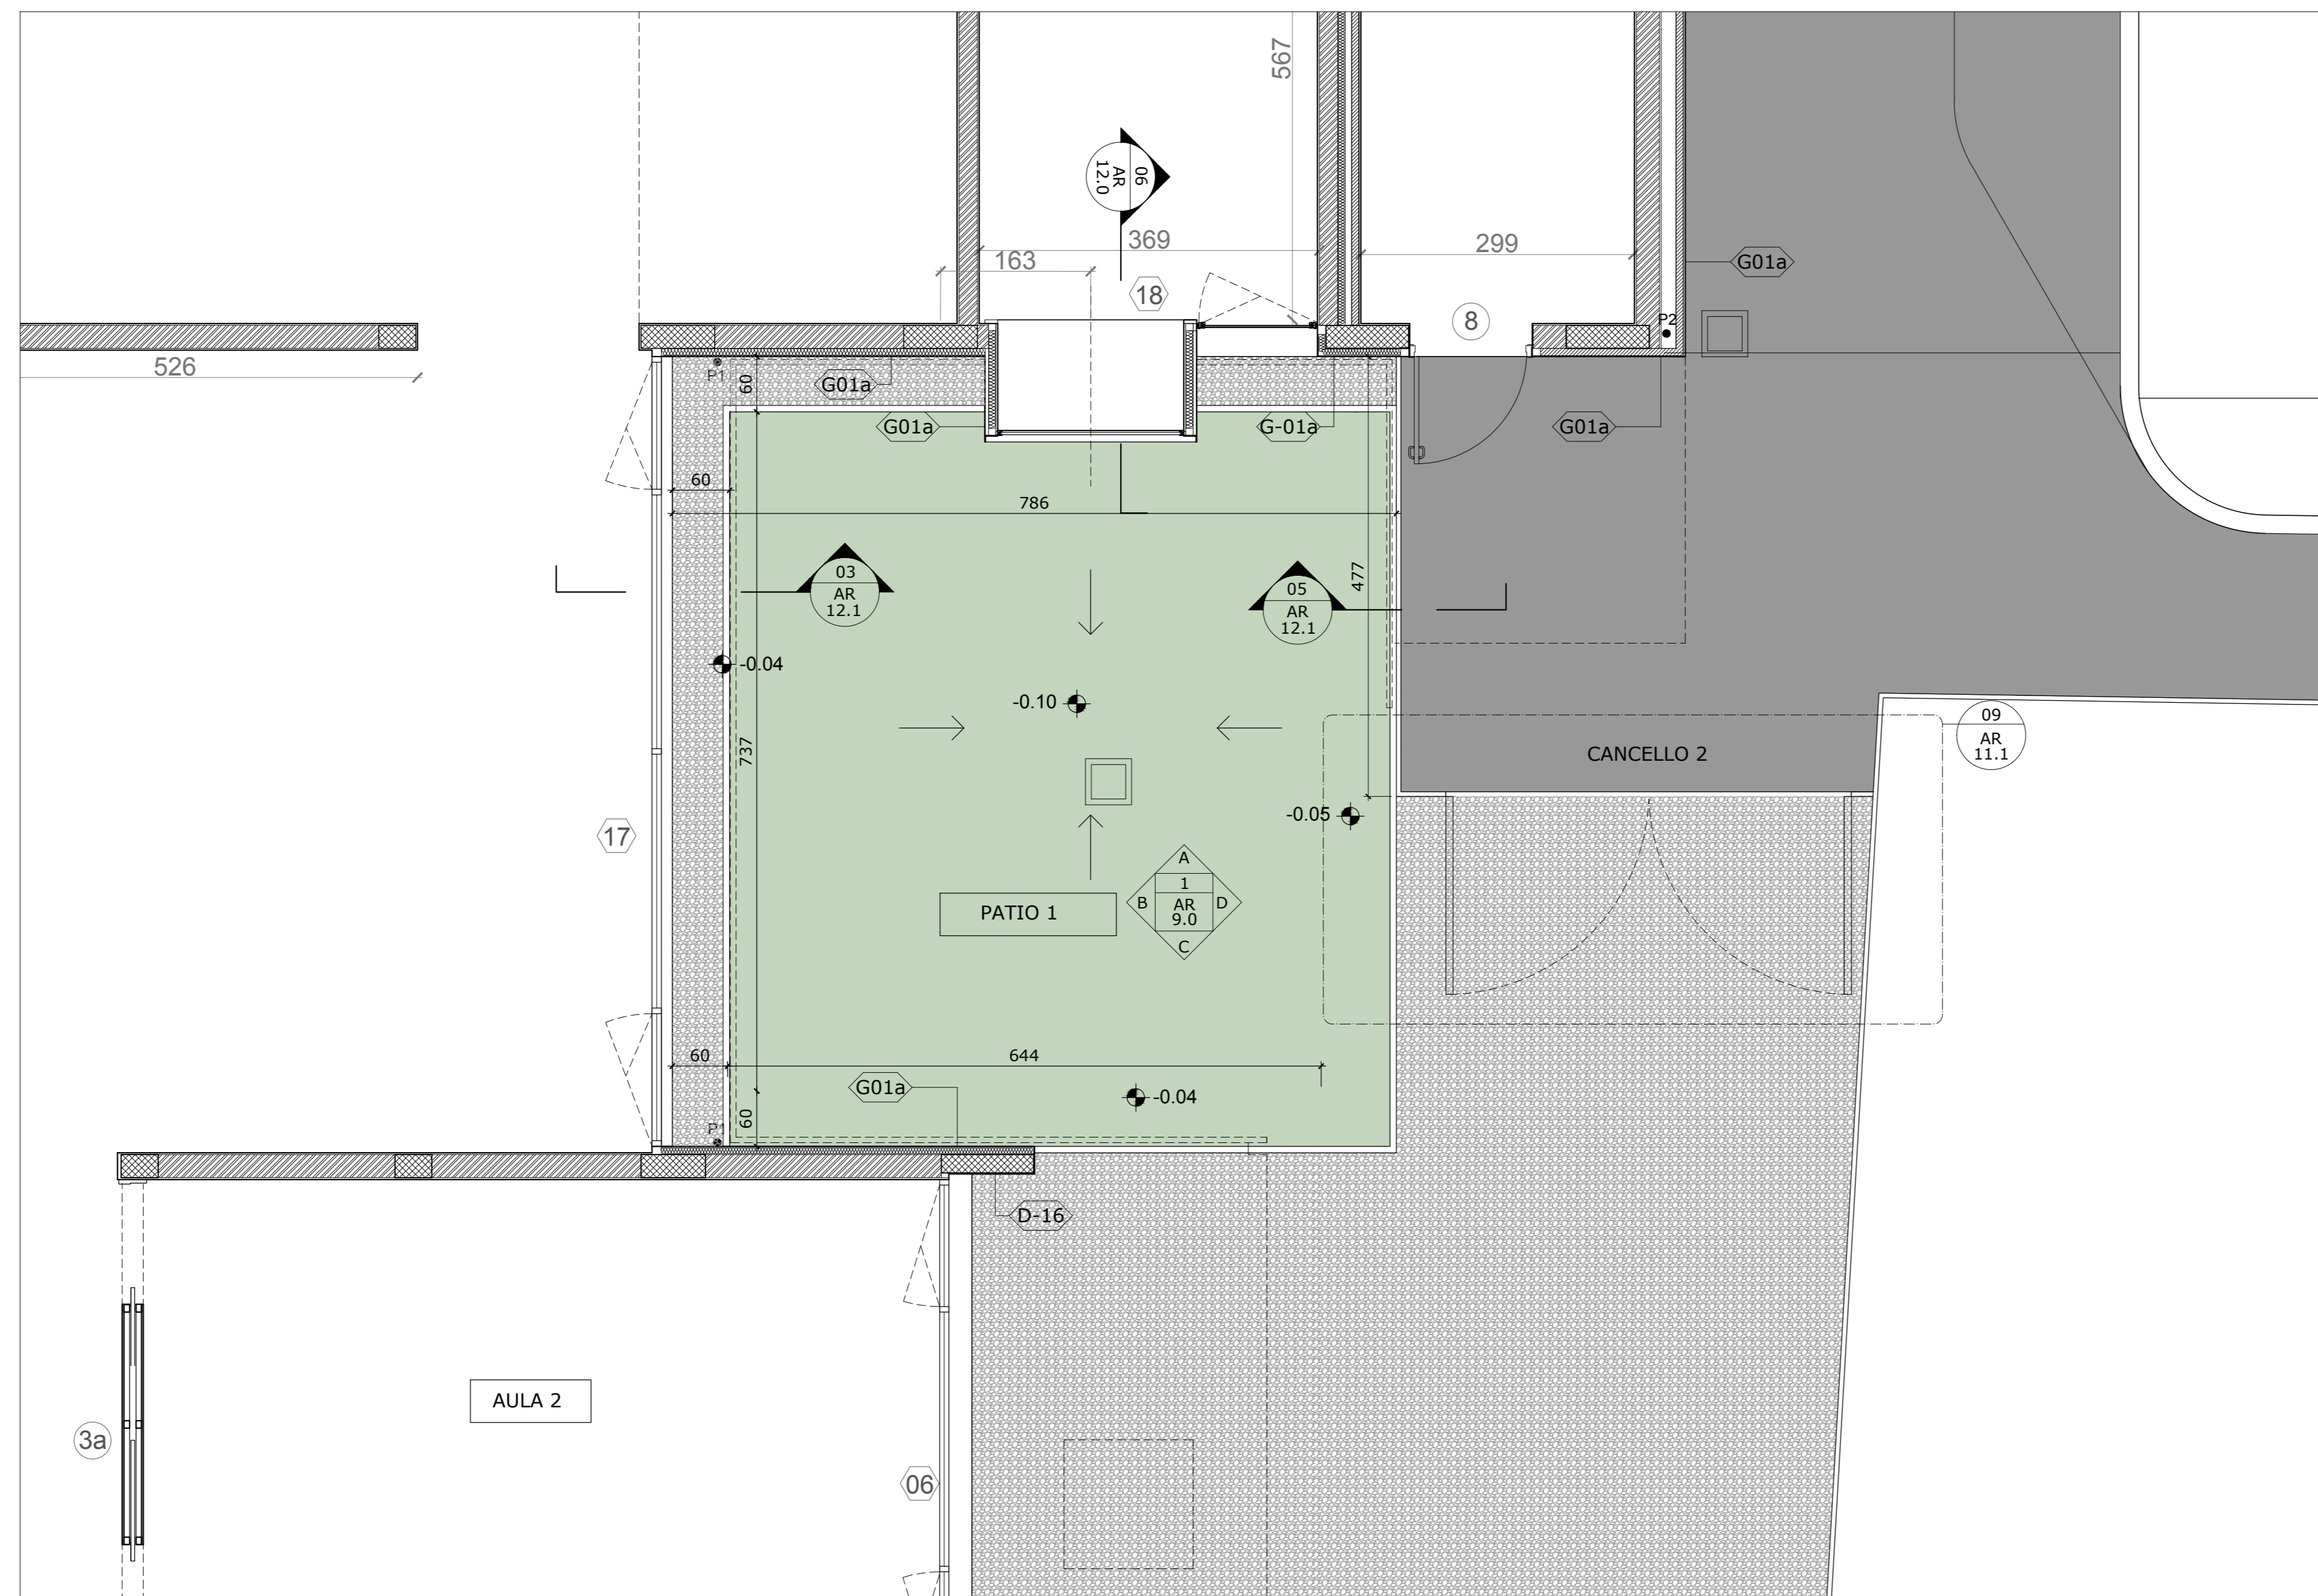 567
06
AR
12.0
369
299
163
G01a
18
8
P2
526
P1
60
G01a
G01a
G-01a
G01a
60
786
03
AR
12.1
477
05
AR
12.1
-0.04
-0.10
09
AR
11.1
737
CANCELLO 2
-0.05
17
A
1
B
AR
9.0
D
C
PATIO 1
60
644
G01a
-0.04
60
P1
D-16
AULA 2
3a
06